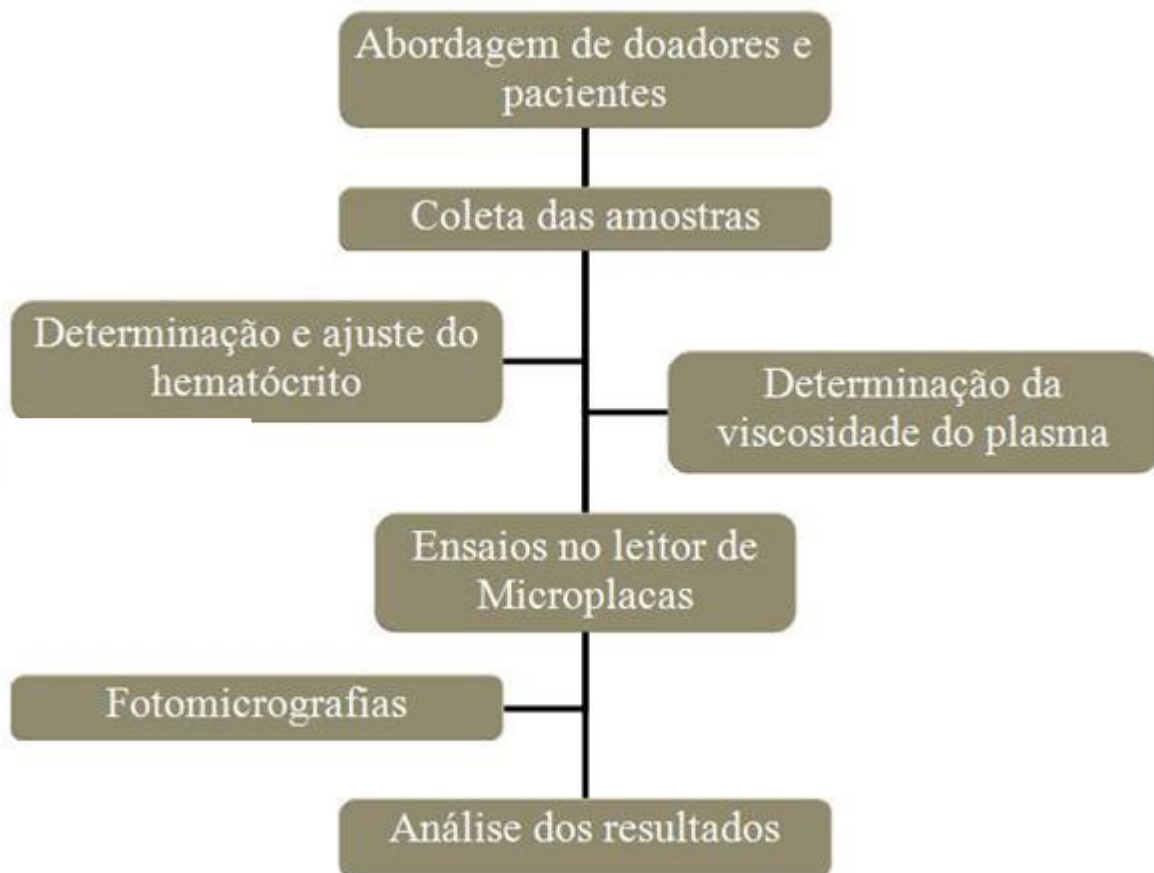 Abordagem de doadores e
pacientes
Coleta das amostras
Determinação e ajuste do
hematócrito
Determinação da
viscosidade do plasma
Ensaios no leitor de
Microplacas
Fotomicrografias
Análise dos resultados